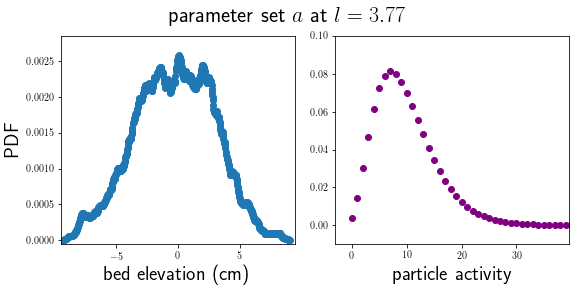 parameter set a at l = 3.77
PDF
0.0025
0.0020
0.0015
0.0010
0.0005
0.0000
−5 0 5
bed elevation (cm)
0.10
0.08
0.06
0.04
0.02
0.00
0 10 20 30
particle activity